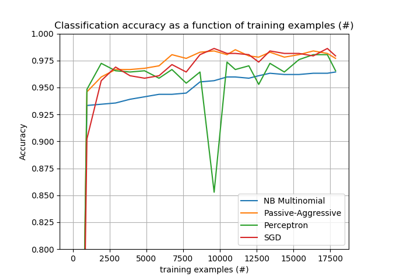 Classification accuracy as a function of training examples (#)
1.000
0.975
0.950
0.925
0.900
0.875
0.850
0.825
0.800
Accuracy
NB Multinomial
Passive-Aggressive
Perceptron
SGD
0 2500 5000 7500 10000 12500 15000 17500
training examples (#)